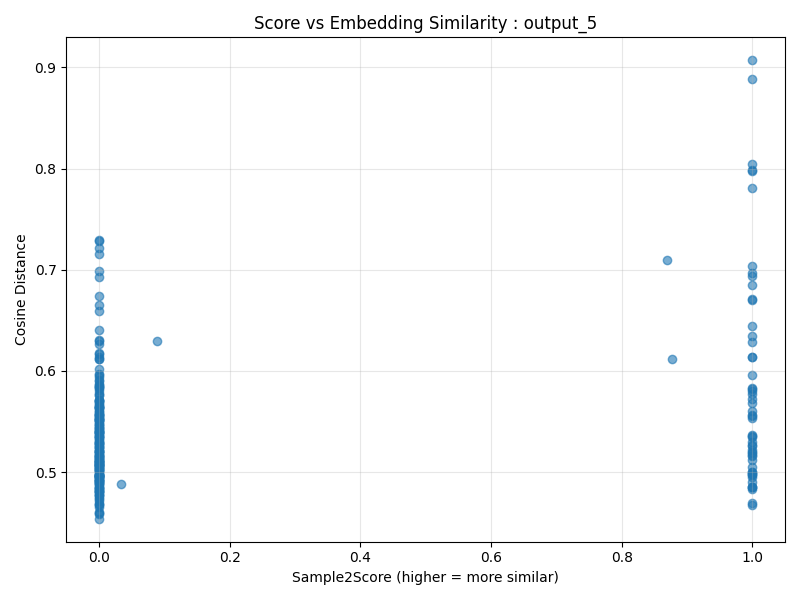 Score vs Embedding Similarity : output_5
Cosine Distance
0.9
0.8
0.7
0.6
0.5
0.0 0.2 0.4 0.6 0.8 1.0
Sample2Score (higher = more similar)